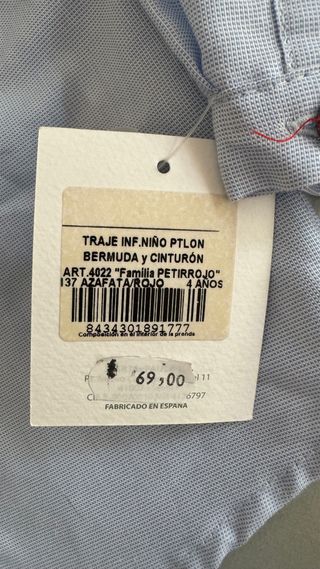 TRAJE INF.NIÑO PTLON
BERMUDA y CINTURÓN
ART.4022 "Familia PETIRROJO"
137 AZAFATA/ROJO 4 AÑOS
8434301891777
Composición en el interior de la prenda
69,00
6797
FABRICADO EN ESPAÑA